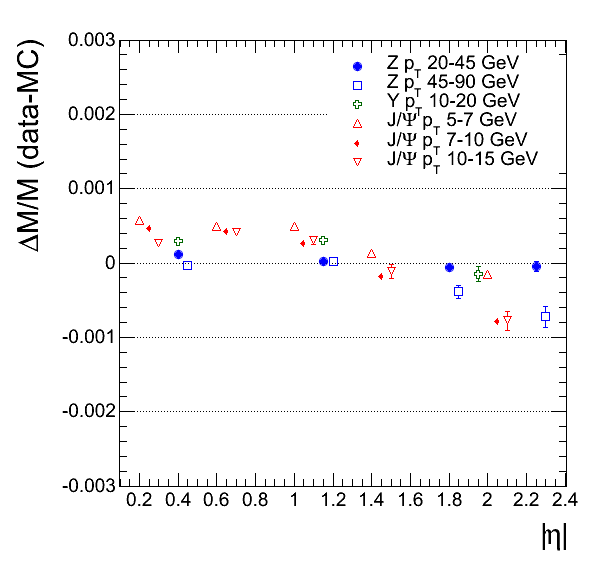 ΔM/M (data-MC)
0.003
0.002
0.001
0
-0.001
-0.002
-0.003
Z p_T 20-45 GeV
Z p_T 45-90 GeV
Y p_T 10-20 GeV
J/Ψ p_T 5-7 GeV
J/Ψ p_T 7-10 GeV
J/Ψ p_T 10-15 GeV
0.2 0.4 0.6 0.8 1 1.2 1.4 1.6 1.8 2 2.2 2.4
|η|